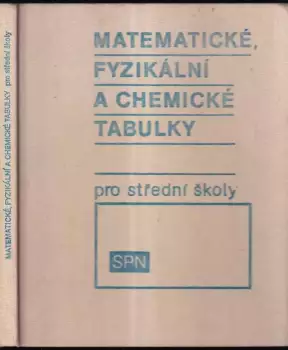 MATEMATICKÉ, FYZIKÁLNÍ A CHEMICKÉ TABULKY pro střední školy
MATEMATICKÉ,
FYZIKÁLNÍ
A CHEMICKÉ
TABULKY
pro střední školy
SPN